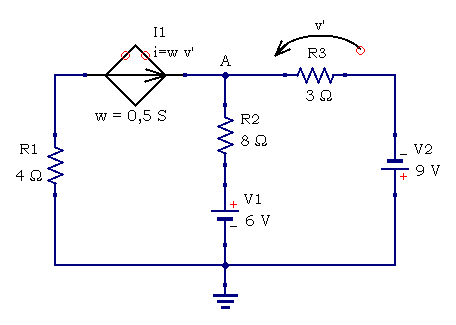 I1
i=w v'
w = 0,5 S
A
v'
R3
3 Ω
R1
4 Ω
R2
8 Ω
V1
+
6 V
−
V2
−
9 V
+